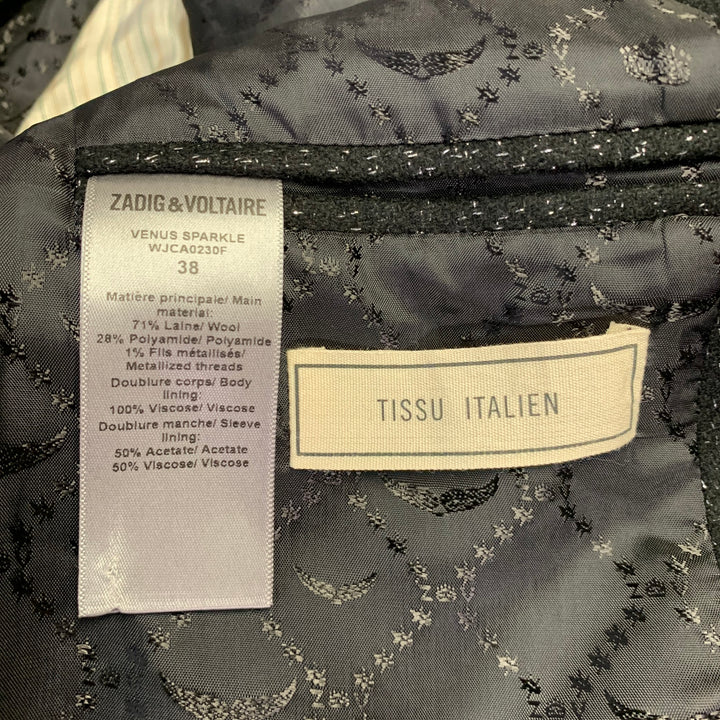 ZADIG&VOLTAIRE
VENUS SPARKLE
WJCA0230F
38
Matière principale/ Main
material:
71% Laine/ Wool
28% Polyamide/ Polyamide
1% Fils métallisés/
Metallized threads
Doublure corps/ Body
lining:
100% Viscose/ Viscose
Doublure manche/ Sleeve
lining:
50% Acetate/ Acetate
50% Viscose/ Viscose
TISSU ITALIEN